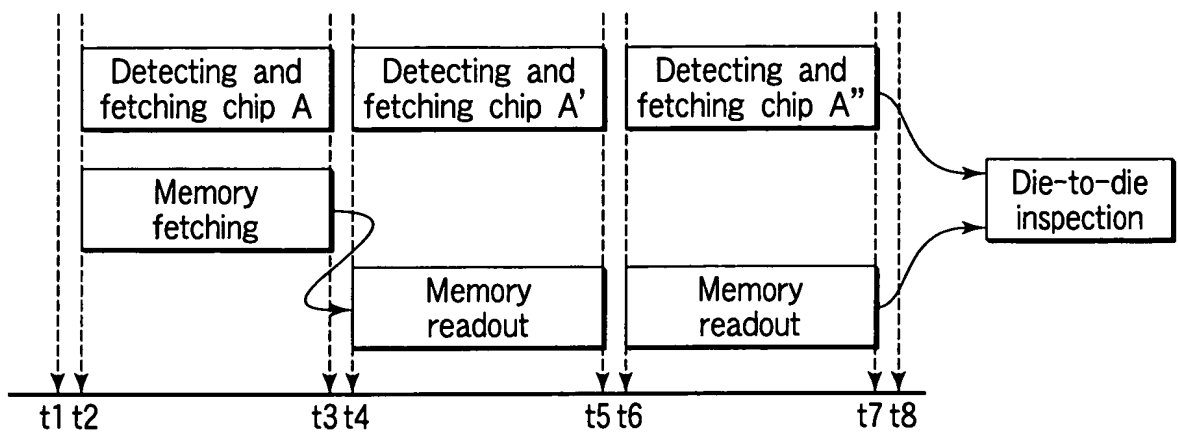 Detecting and
fetching chip A
Detecting and
fetching chip A'
Detecting and
fetching chip A"
Memory
fetching
Die-to-die
inspection
Memory
readout
Memory
readout
t1 t2 t3 t4 t5 t6 t7 t8